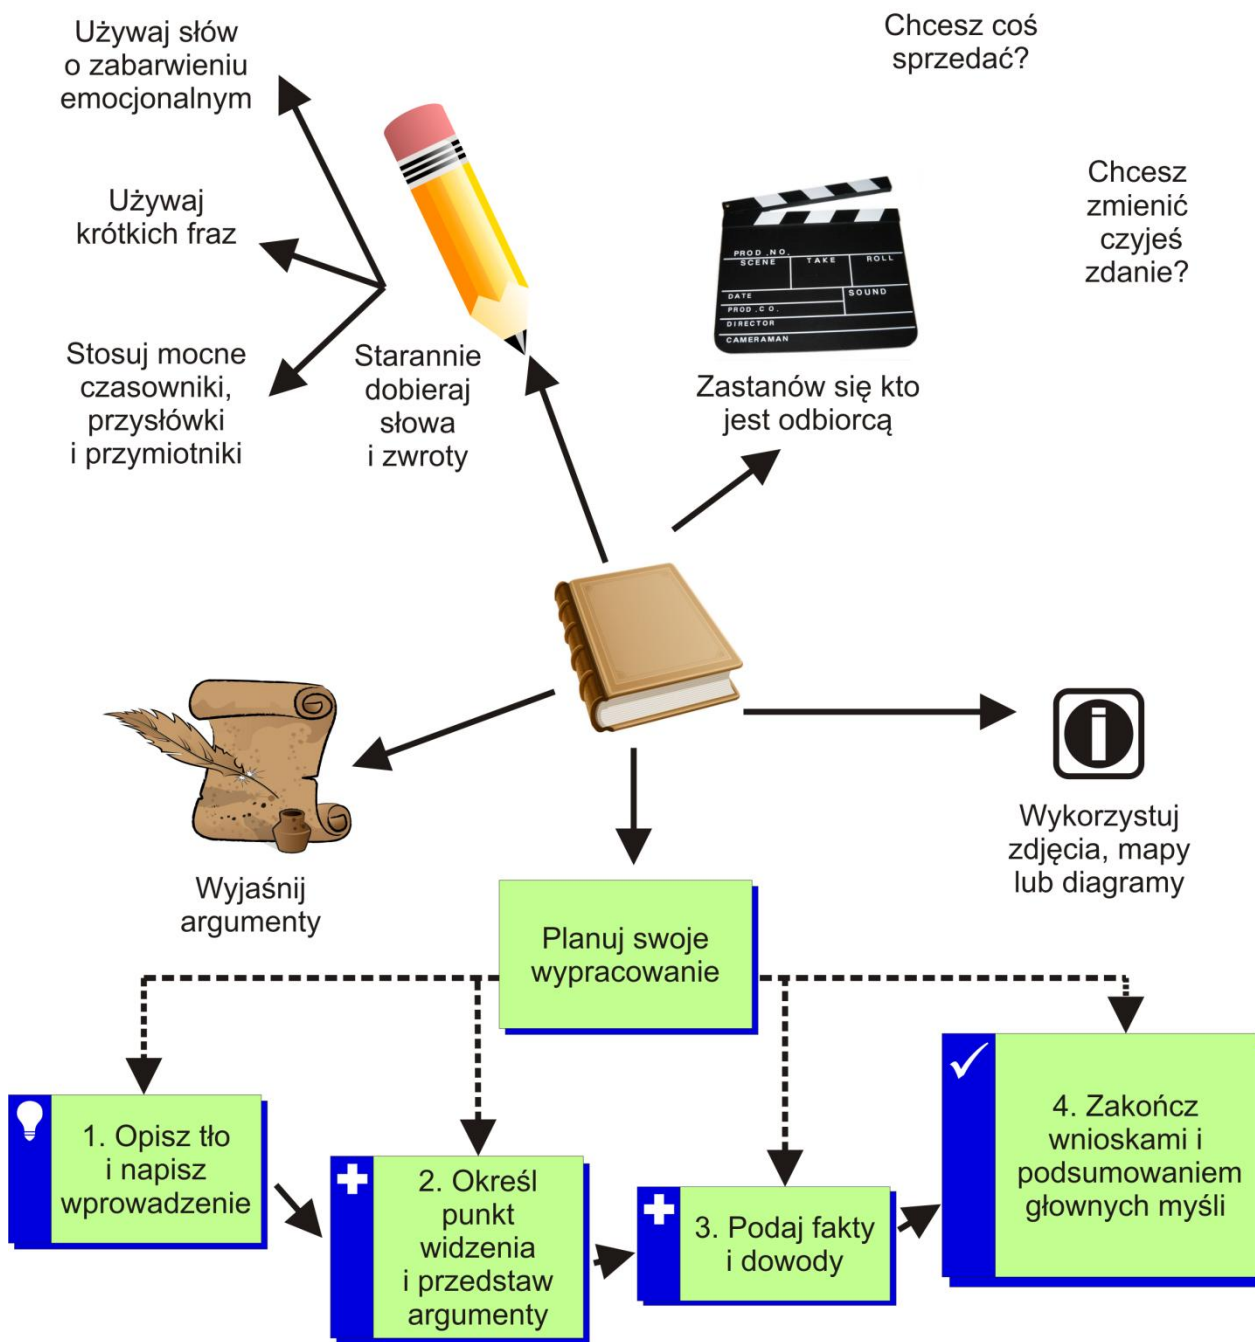 Używaj słów
o zabarwieniu
emocjonalnym
Chcesz coś
sprzedać?
Używaj
krótkich fraz
Chcesz
zmienić
czyjeś
zdanie?
PROD.NO.
SCENE
TAKE
ROLL
DATE
SOUND
PROD.CO.
DIRECTOR
CAMERAMAN
Stosuj mocne
czasowniki,
przysłówki
i przymiotniki
Starannie
dobieraj
słowa
i zwroty
Zastanów się kto
jest odbiorcą
Wyjaśnij
argumenty
Wykorzystuj
zdjęcia, mapy
lub diagramy
Planuj swoje
wypracowanie
1. Opisz tło
i napisz
wprowadzenie
2. Określ
punkt
widzenia
i przedstaw
argumenty
3. Podaj fakty
i dowody
4. Zakończ
wnioskami i
podsumowaniem
głownych myśli